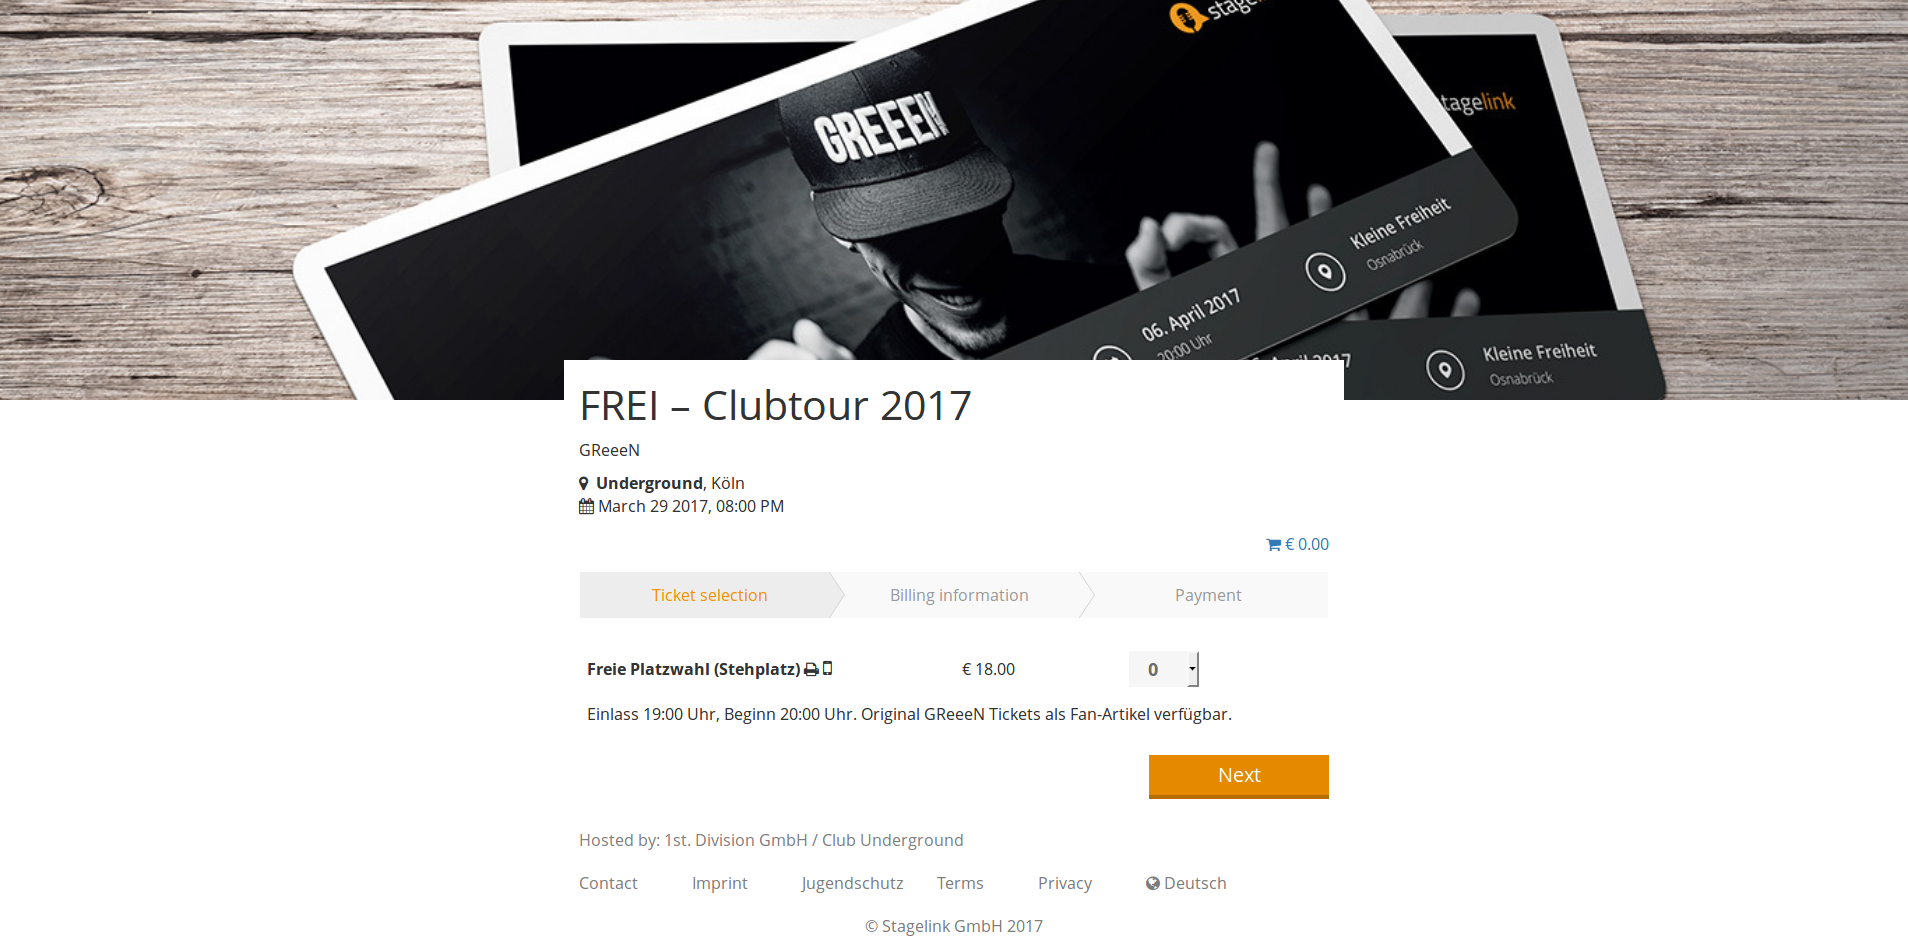 stage
GREEEN
stagelink
Kleine Freiheit
Osnabrück
06. April 2017
20:00 Uhr
Kleine Freiheit
Osnabrück
April 2017
FREI – Clubtour 2017
GReeeN
Underground, Köln
March 29 2017, 08:00 PM
€ 0.00
Ticket selection
Billing information
Payment
Freie Platzwahl (Stehplatz) € 18.00 0
Einlass 19:00 Uhr, Beginn 20:00 Uhr. Original GReeeN Tickets als Fan-Artikel verfügbar.
Next
Hosted by: 1st. Division GmbH / Club Underground
Contact Imprint Jugendschutz Terms Privacy Deutsch
© Stagelink GmbH 2017